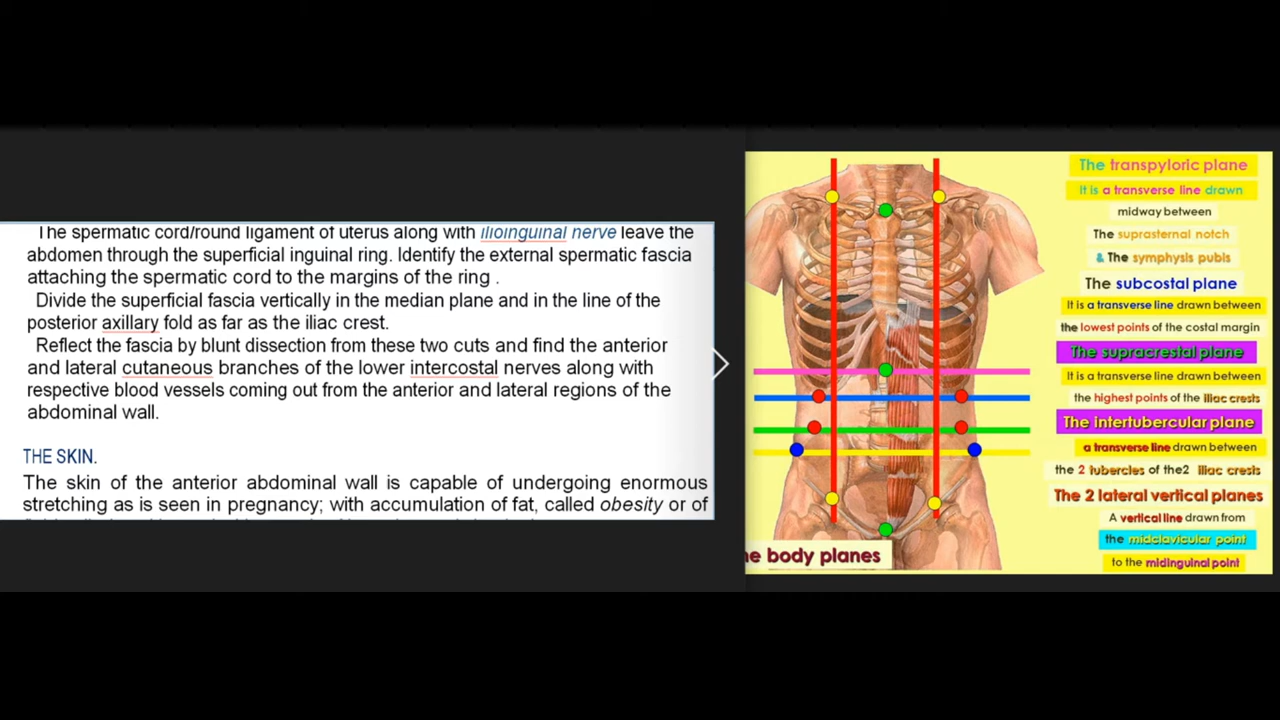 The spermatic cord/round ligament of uterus along with ilioinguinal nerve leave the
abdomen through the superficial inguinal ring. Identify the external spermatic fascia
attaching the spermatic cord to the margins of the ring .
Divide the superficial fascia vertically in the median plane and in the line of the
posterior axillary fold as far as the iliac crest.
Reflect the fascia by blunt dissection from these two cuts and find the anterior
and lateral cutaneous branches of the lower intercostal nerves along with
respective blood vessels coming out from the anterior and lateral regions of the
abdominal wall.
THE SKIN.
The skin of the anterior abdominal wall is capable of undergoing enormous
stretching as is seen in pregnancy; with accumulation of fat, called obesity or of
The transpyloric plane
It is a transverse line drawn
midway between
The suprasternal notch
& The symphysis pubis
The subcostal plane
It is a transverse line drawn between
the lowest points of the costal margin
The supracrestal plane
It is a transverse line drawn between
the highest points of the iliac crests
The intertubercular plane
a transverse line drawn between
the 2 tubercles of the2 iliac crests
The 2 lateral vertical planes
A vertical line drawn from
the midclavicular point
to the midinguinal point
he body planes